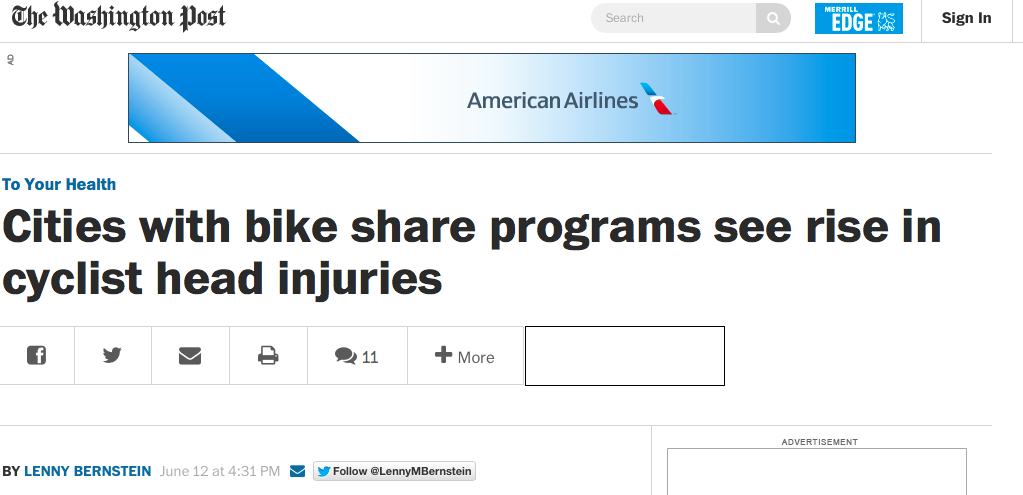 The Washington Post
Search
MERRILL
EDGE
Sign In
AD
American Airlines
To Your Health
Cities with bike share programs see rise in
cyclist head injuries
11
More
ADVERTISEMENT
BY LENNY BERNSTEIN June 12 at 4:31 PM Follow @LennyMBernstein